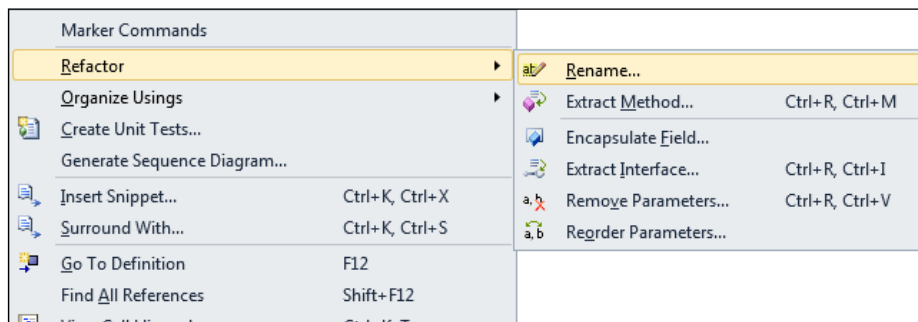 Marker Commands
Refactor
Organize Usings
Create Unit Tests...
Generate Sequence Diagram...
Insert Snippet... Ctrl+K, Ctrl+X
Surround With... Ctrl+K, Ctrl+S
Go To Definition F12
Find All References Shift+F12
Rename...
Extract Method... Ctrl+R, Ctrl+M
Encapsulate Field...
Extract Interface... Ctrl+R, Ctrl+I
Remove Parameters... Ctrl+R, Ctrl+V
Reorder Parameters...